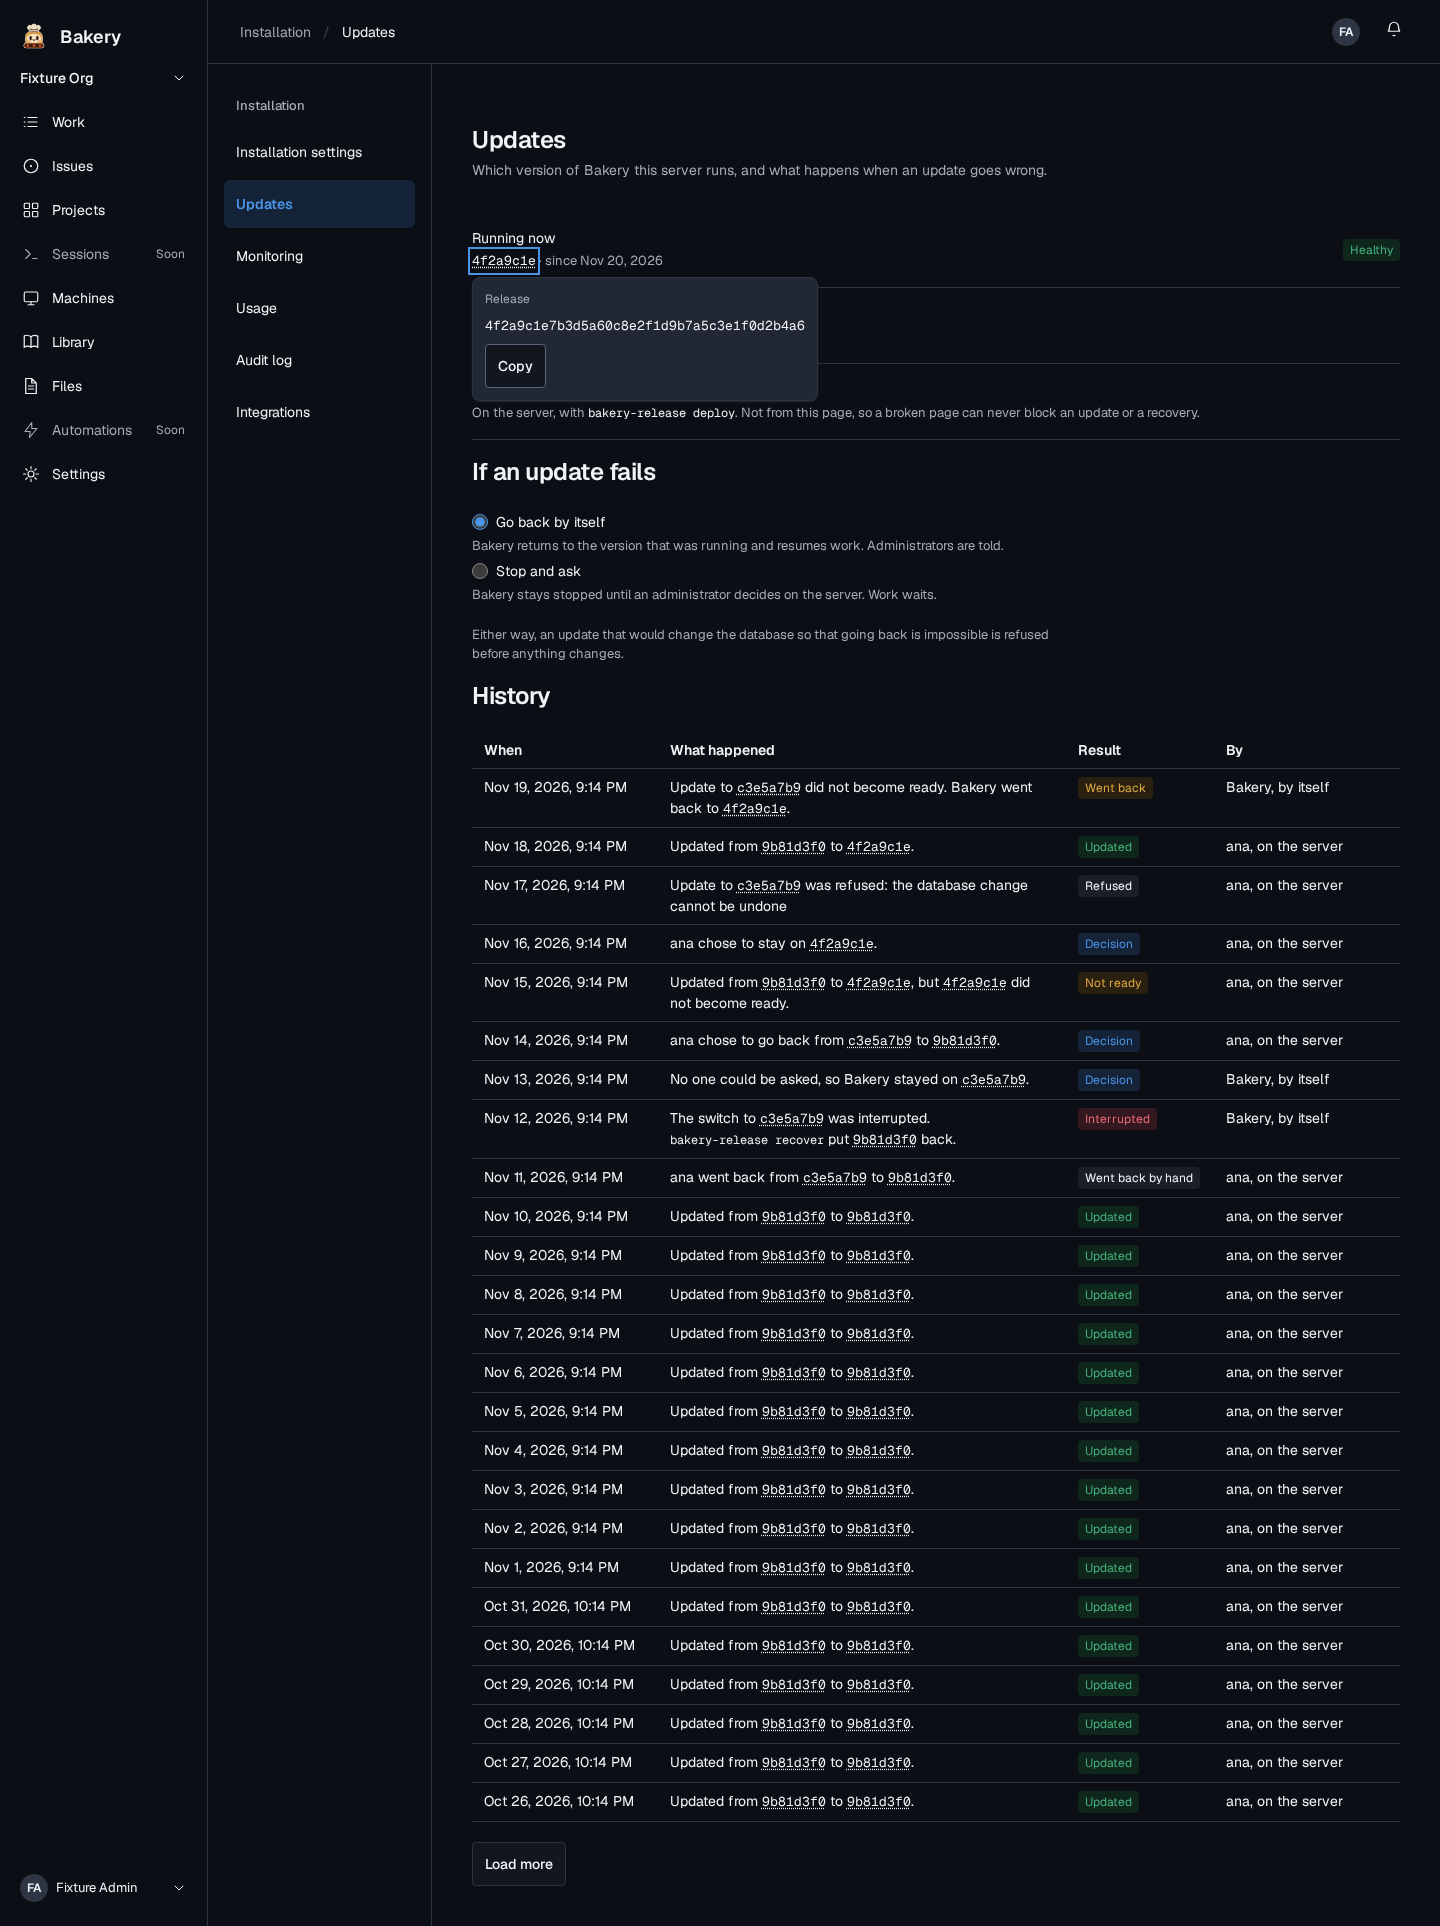 Bakery
Fixture Org
Work
Issues
Projects
Sessions Soon
Machines
Library
Files
Automations Soon
Settings
FA Fixture Admin
Installation / Updates
FA
Installation
Installation settings
Updates
Monitoring
Usage
Audit log
Integrations
Updates
Which version of Bakery this server runs, and what happens when an update goes wrong.
Running now
4f2a9c1e · since Nov 20, 2026
Healthy
Release
4f2a9c1e7b3d5a60c8e2f1d9b7a5c3e1f0d2b4a6
Copy
On the server, with bakery-release deploy. Not from this page, so a broken page can never block an update or a recovery.
If an update fails
Go back by itself
Bakery returns to the version that was running and resumes work. Administrators are told.
Stop and ask
Bakery stays stopped until an administrator decides on the server. Work waits.
Either way, an update that would change the database so that going back is impossible is refused
before anything changes.
History
When What happened Result By
Nov 19, 2026, 9:14 PM Update to c3e5a7b9 did not become ready. Bakery went Went back Bakery, by itself
back to 4f2a9c1e.
Nov 18, 2026, 9:14 PM Updated from 9b81d3f0 to 4f2a9c1e. Updated ana, on the server
Nov 17, 2026, 9:14 PM Update to c3e5a7b9 was refused: the database change Refused ana, on the server
cannot be undone
Nov 16, 2026, 9:14 PM ana chose to stay on 4f2a9c1e. Decision ana, on the server
Nov 15, 2026, 9:14 PM Updated from 9b81d3f0 to 4f2a9c1e, but 4f2a9c1e did Not ready ana, on the server
not become ready.
Nov 14, 2026, 9:14 PM ana chose to go back from c3e5a7b9 to 9b81d3f0. Decision ana, on the server
Nov 13, 2026, 9:14 PM No one could be asked, so Bakery stayed on c3e5a7b9. Decision Bakery, by itself
Nov 12, 2026, 9:14 PM The switch to c3e5a7b9 was interrupted. Interrupted Bakery, by itself
bakery-release recover put 9b81d3f0 back.
Nov 11, 2026, 9:14 PM ana went back from c3e5a7b9 to 9b81d3f0. Went back by hand ana, on the server
Nov 10, 2026, 9:14 PM Updated from 9b81d3f0 to 9b81d3f0. Updated ana, on the server
Nov 9, 2026, 9:14 PM Updated from 9b81d3f0 to 9b81d3f0. Updated ana, on the server
Nov 8, 2026, 9:14 PM Updated from 9b81d3f0 to 9b81d3f0. Updated ana, on the server
Nov 7, 2026, 9:14 PM Updated from 9b81d3f0 to 9b81d3f0. Updated ana, on the server
Nov 6, 2026, 9:14 PM Updated from 9b81d3f0 to 9b81d3f0. Updated ana, on the server
Nov 5, 2026, 9:14 PM Updated from 9b81d3f0 to 9b81d3f0. Updated ana, on the server
Nov 4, 2026, 9:14 PM Updated from 9b81d3f0 to 9b81d3f0. Updated ana, on the server
Nov 3, 2026, 9:14 PM Updated from 9b81d3f0 to 9b81d3f0. Updated ana, on the server
Nov 2, 2026, 9:14 PM Updated from 9b81d3f0 to 9b81d3f0. Updated ana, on the server
Nov 1, 2026, 9:14 PM Updated from 9b81d3f0 to 9b81d3f0. Updated ana, on the server
Oct 31, 2026, 10:14 PM Updated from 9b81d3f0 to 9b81d3f0. Updated ana, on the server
Oct 30, 2026, 10:14 PM Updated from 9b81d3f0 to 9b81d3f0. Updated ana, on the server
Oct 29, 2026, 10:14 PM Updated from 9b81d3f0 to 9b81d3f0. Updated ana, on the server
Oct 28, 2026, 10:14 PM Updated from 9b81d3f0 to 9b81d3f0. Updated ana, on the server
Oct 27, 2026, 10:14 PM Updated from 9b81d3f0 to 9b81d3f0. Updated ana, on the server
Oct 26, 2026, 10:14 PM Updated from 9b81d3f0 to 9b81d3f0. Updated ana, on the server
Load more